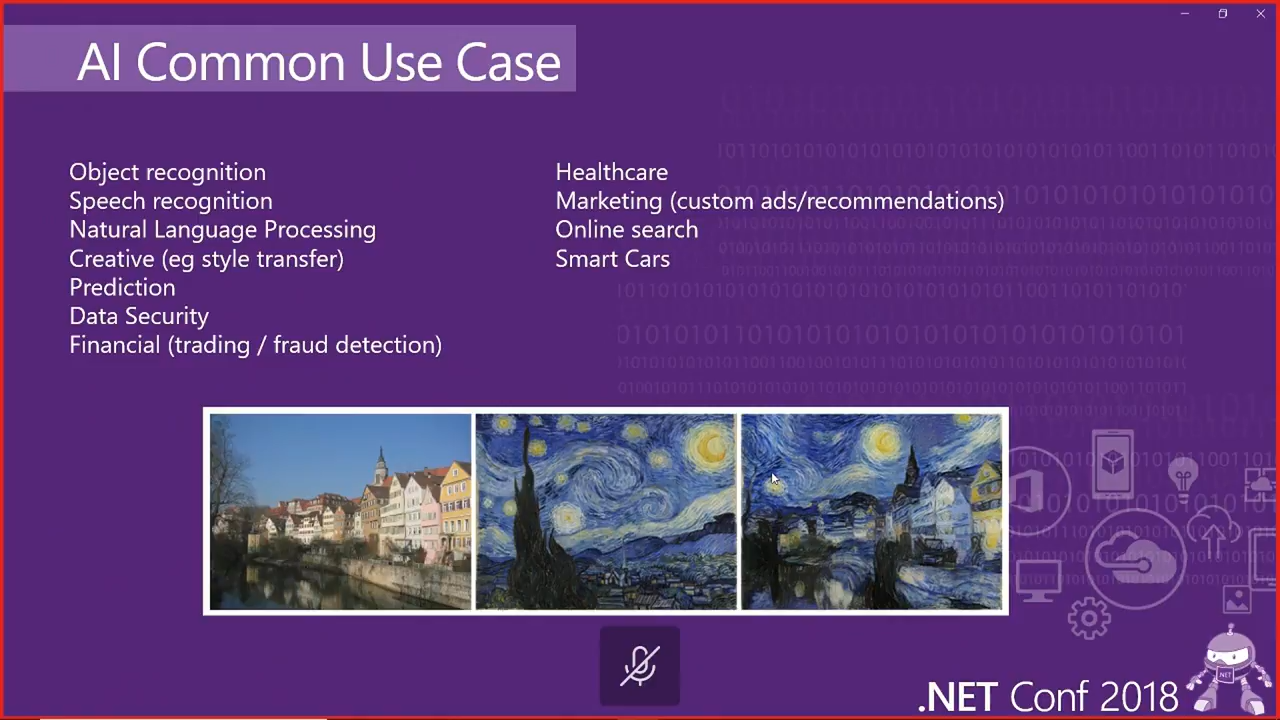 AI Common Use Case
Object recognition
Speech recognition
Natural Language Processing
Creative (eg style transfer)
Prediction
Data Security
Financial (trading / fraud detection)
Healthcare
Marketing (custom ads/recommendations)
Online search
Smart Cars
.NET Conf 2018
.NET